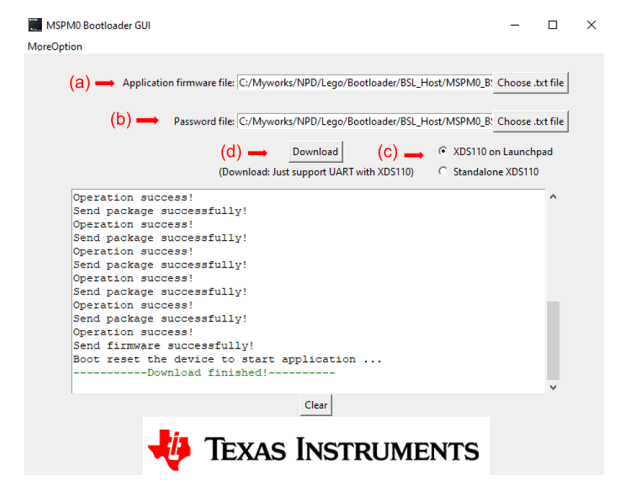 MSPM0 Bootloader GUI
MoreOption
(a) Application firmware file: C:/Myworks/NPD/Lego/Bootloader/BSL_Host/MSPM0_B Choose .txt file
(b) Password file: C:/Myworks/NPD/Lego/Bootloader/BSL_Host/MSPM0_B Choose .txt file
(d) Download (c) XDS110 on Launchpad
(Download: Just support UART with XDS110) Standalone XDS110
Operation success!
Send package successfully!
Operation success!
Send package successfully!
Operation success!
Send package successfully!
Operation success!
Send package successfully!
Operation success!
Send package successfully!
Operation success!
Send firmware successfully!
Boot reset the device to start application ...
-----------Download finished!----------
Clear
TEXAS INSTRUMENTS